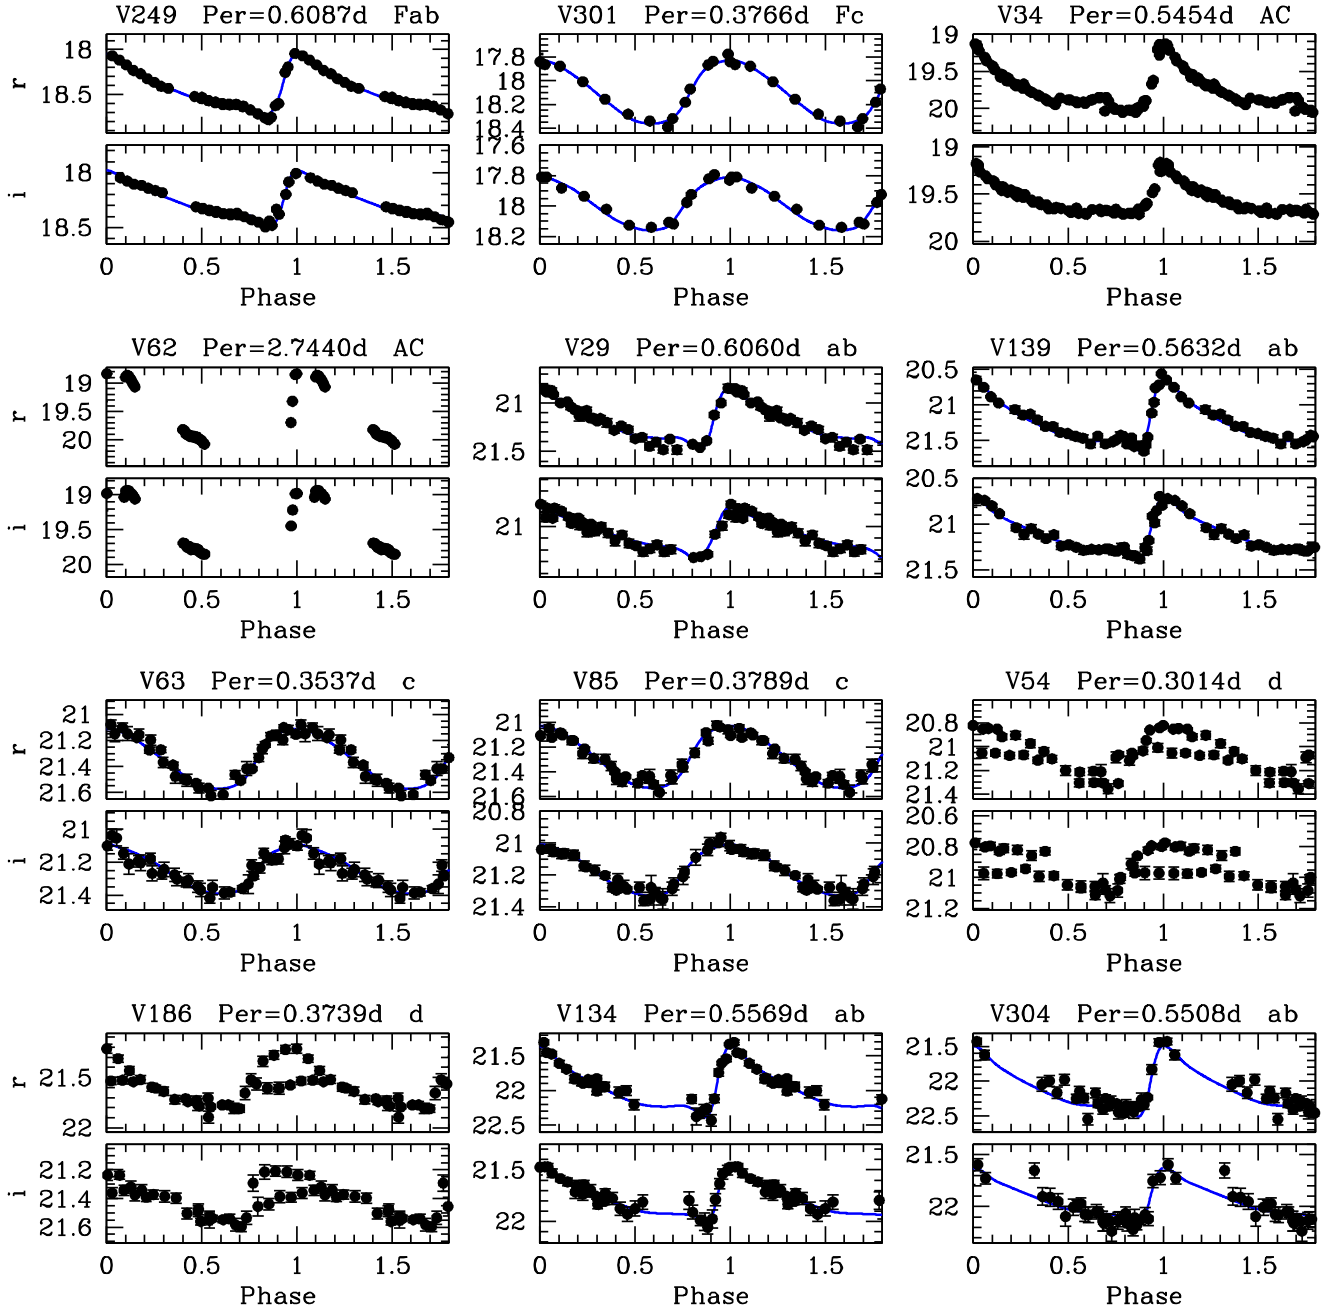 V249 Per=0.6087d Fab
V301 Per=0.3766d Fc
V34 Per=0.5454d AC
r
18
18.5
17.8
18
18.2
18.4
19
19.5
20
i
18
18.5
17.6
17.8
18
18.2
19
19.5
20
0 0.5 1 1.5
0 0.5 1 1.5
0 0.5 1 1.5
Phase
Phase
Phase
V62 Per=2.7440d AC
V29 Per=0.6060d ab
V139 Per=0.5632d ab
r
19
19.5
20
21
21.5
20.5
21
21.5
i
19
19.5
20
21
20.5
21
21.5
0 0.5 1 1.5
0 0.5 1 1.5
0 0.5 1 1.5
Phase
Phase
Phase
V63 Per=0.3537d c
V85 Per=0.3789d c
V54 Per=0.3014d d
r
21
21.2
21.4
21.6
21
21.2
21.4
21.6
20.8
21
21.2
21.4
i
21
21.2
21.4
20.8
21
21.2
21.4
20.6
20.8
21
21.2
0 0.5 1 1.5
0 0.5 1 1.5
0 0.5 1 1.5
Phase
Phase
Phase
V186 Per=0.3739d d
V134 Per=0.5569d ab
V304 Per=0.5508d ab
r
21.5
22
21.5
22
22.5
21.5
22
22.5
i
21.2
21.4
21.6
21.5
22
22
0 0.5 1 1.5
0 0.5 1 1.5
0 0.5 1 1.5
Phase
Phase
Phase